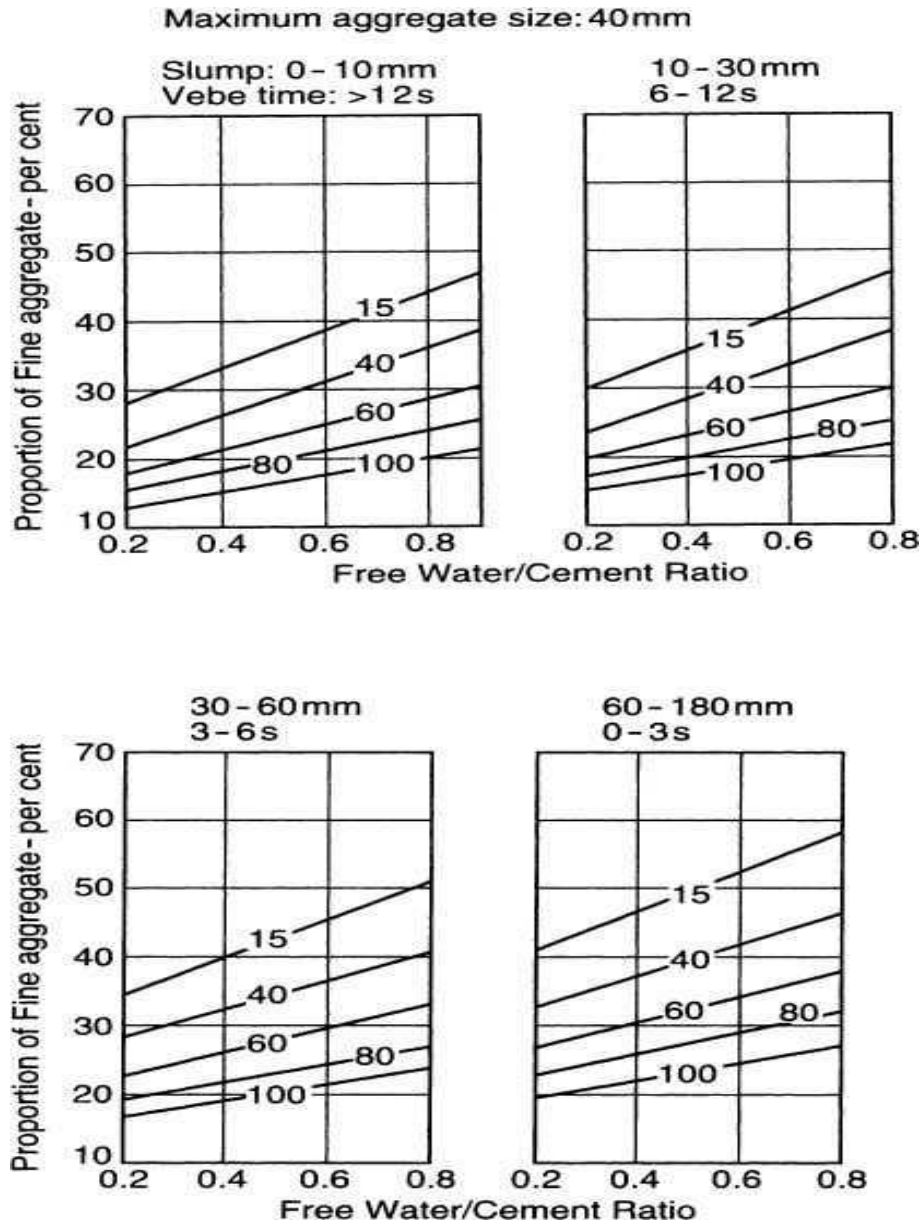 Maximum aggregate size: 40mm
Slump: 0-10mm
Vebe time: >12s
10-30mm
6-12s
Proportion of Fine aggregate-per cent
70
60
50
40
30
20
10
15
40
60
80
100
15
40
60
80
100
0.2 0.4 0.6 0.8
0.2 0.4 0.6 0.8
Free Water/Cement Ratio
30-60mm
3-6s
60-180mm
0-3s
Proportion of Fine aggregate-per cent
70
60
50
40
30
20
10
15
40
60
80
100
15
40
60
80
100
0.2 0.4 0.6 0.8
0.2 0.4 0.6 0.8
Free Water/Cement Ratio